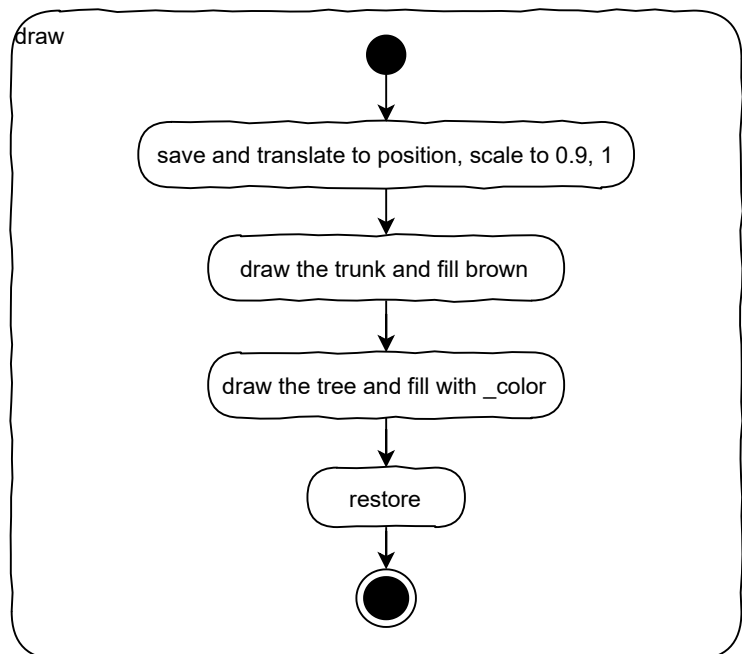 draw
save and translate to position, scale to 0.9, 1
draw the trunk and fill brown
draw the tree and fill with _color
restore